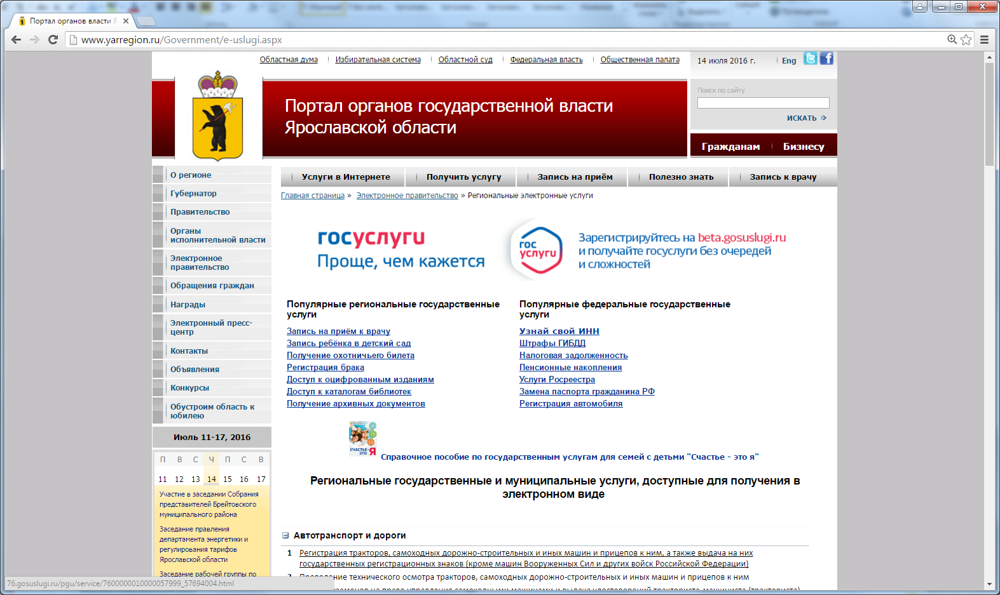 Портал органов власти Я
www.yarregion.ru/Government/e-uslugi.aspx
Областная дума
Избирательная система
Областной суд
Федеральная власть
Общественная палата
14 июля 2016 г.
Eng
Портал органов государственной власти
Ярославской области
Поиск по сайту
ИСКАТЬ
Гражданам
Бизнесу
О регионе
Губернатор
Правительство
Органы
исполнительной власти
Электронное
правительство
Обращения граждан
Награды
Электронный пресс-
центр
Контакты
Объявления
Конкурсы
Обустроим область к
юбилею
Июль 11-17, 2016
П В С Ч П С В
11 12 13 14 15 16 17
Участие в заседании Собрания
представителей Брейтовского
муниципального района
Заседание правления
департамента энергетики и
регулирования тарифов
Ярославской области
Заседание рабочей группы по
Услуги в Интернете
Получить услугу
Запись на приём
Полезно знать
Запись к врачу
Главная страница » Электронное правительство » Региональные электронные услуги
госуслуги
Проще, чем кажется
гос
услуги
Зарегистрируйтесь на beta.gosuslugi.ru
и получайте госуслуги без очередей
и сложностей
Популярные региональные государственные
услуги
Запись на приём к врачу
Запись ребёнка в детский сад
Получение охотничьего билета
Регистрация брака
Доступ к оцифрованным изданиям
Доступ к каталогам библиотек
Получение архивных документов
Популярные федеральные государственные
услуги
Узнай свой ИНН
Штрафы ГИБДД
Налоговая задолженность
Пенсионные накопления
Услуги Росреестра
Замена паспорта гражданина РФ
Регистрация автомобиля
СЧАСТЬЕ -
ЭТО Я
Справочное пособие по государственным услугам для семей с детьми "Счастье - это я"
Региональные государственные и муниципальные услуги, доступные для получения в
электронном виде
Автотранспорт и дороги
1 Регистрация тракторов, самоходных дорожно-строительных и иных машин и прицепов к ним, а также выдача на них
государственных регистрационных знаков (кроме машин Вооруженных Сил и других войск Российской Федерации)
2 Проведение технического осмотра тракторов, самоходных дорожно-строительных и иных машин и прицепов к ним
на право управления самоходными машинами и выдача удостоверений тракториста-машиниста (тракториста)
76.gosuslugi.ru/pgu/service/7600000010000057999_57694004.html